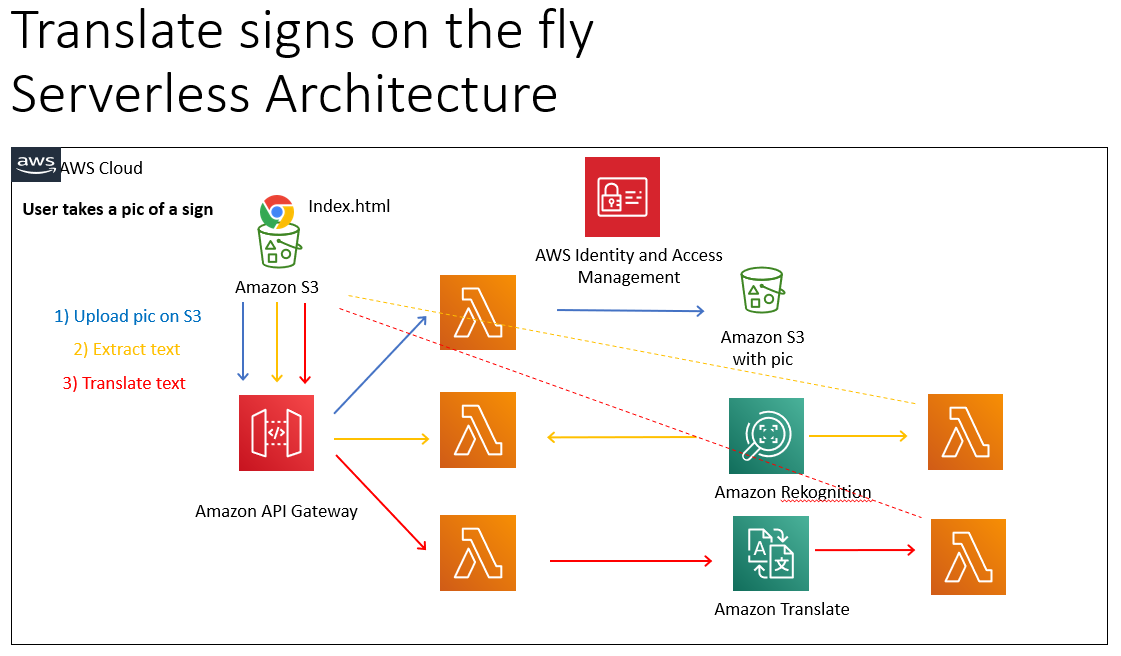 Translate signs on the fly
Serverless Architecture
aws
AWS Cloud
User takes a pic of a sign
Index.html
Amazon S3
AWS Identity and Access
Management
Amazon S3
with pic
1) Upload pic on S3
2) Extract text
3) Translate text
</>
Amazon API Gateway
Amazon Rekognition
A
文
Amazon Translate